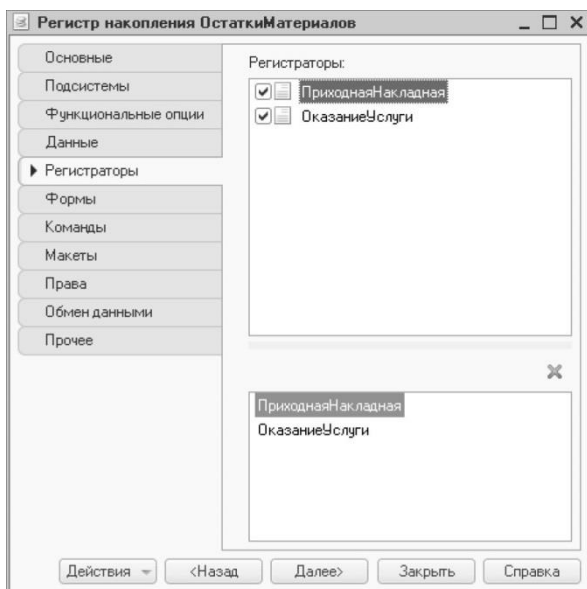 Регистр накопления ОстаткиМатериалов
Основные
Подсистемы
Функциональные опции
Данные
Регистраторы
Формы
Команды
Макеты
Права
Обмен данными
Прочее
Регистраторы:
ПриходнаяНакладная
ОказаниеУслуги
ПриходнаяНакладная
ОказаниеУслуги
Действия
<Назад
Далее>
Закрыть
Справка